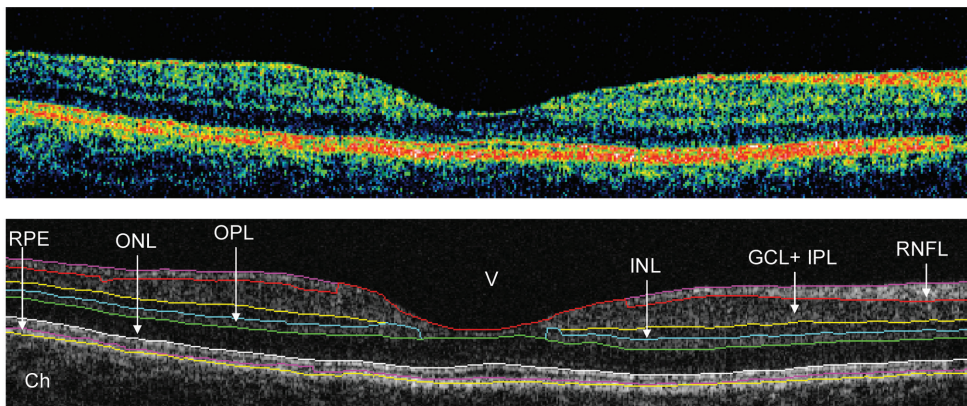 RPE
ONL
OPL
V
INL
GCL+ IPL
RNFL
Ch